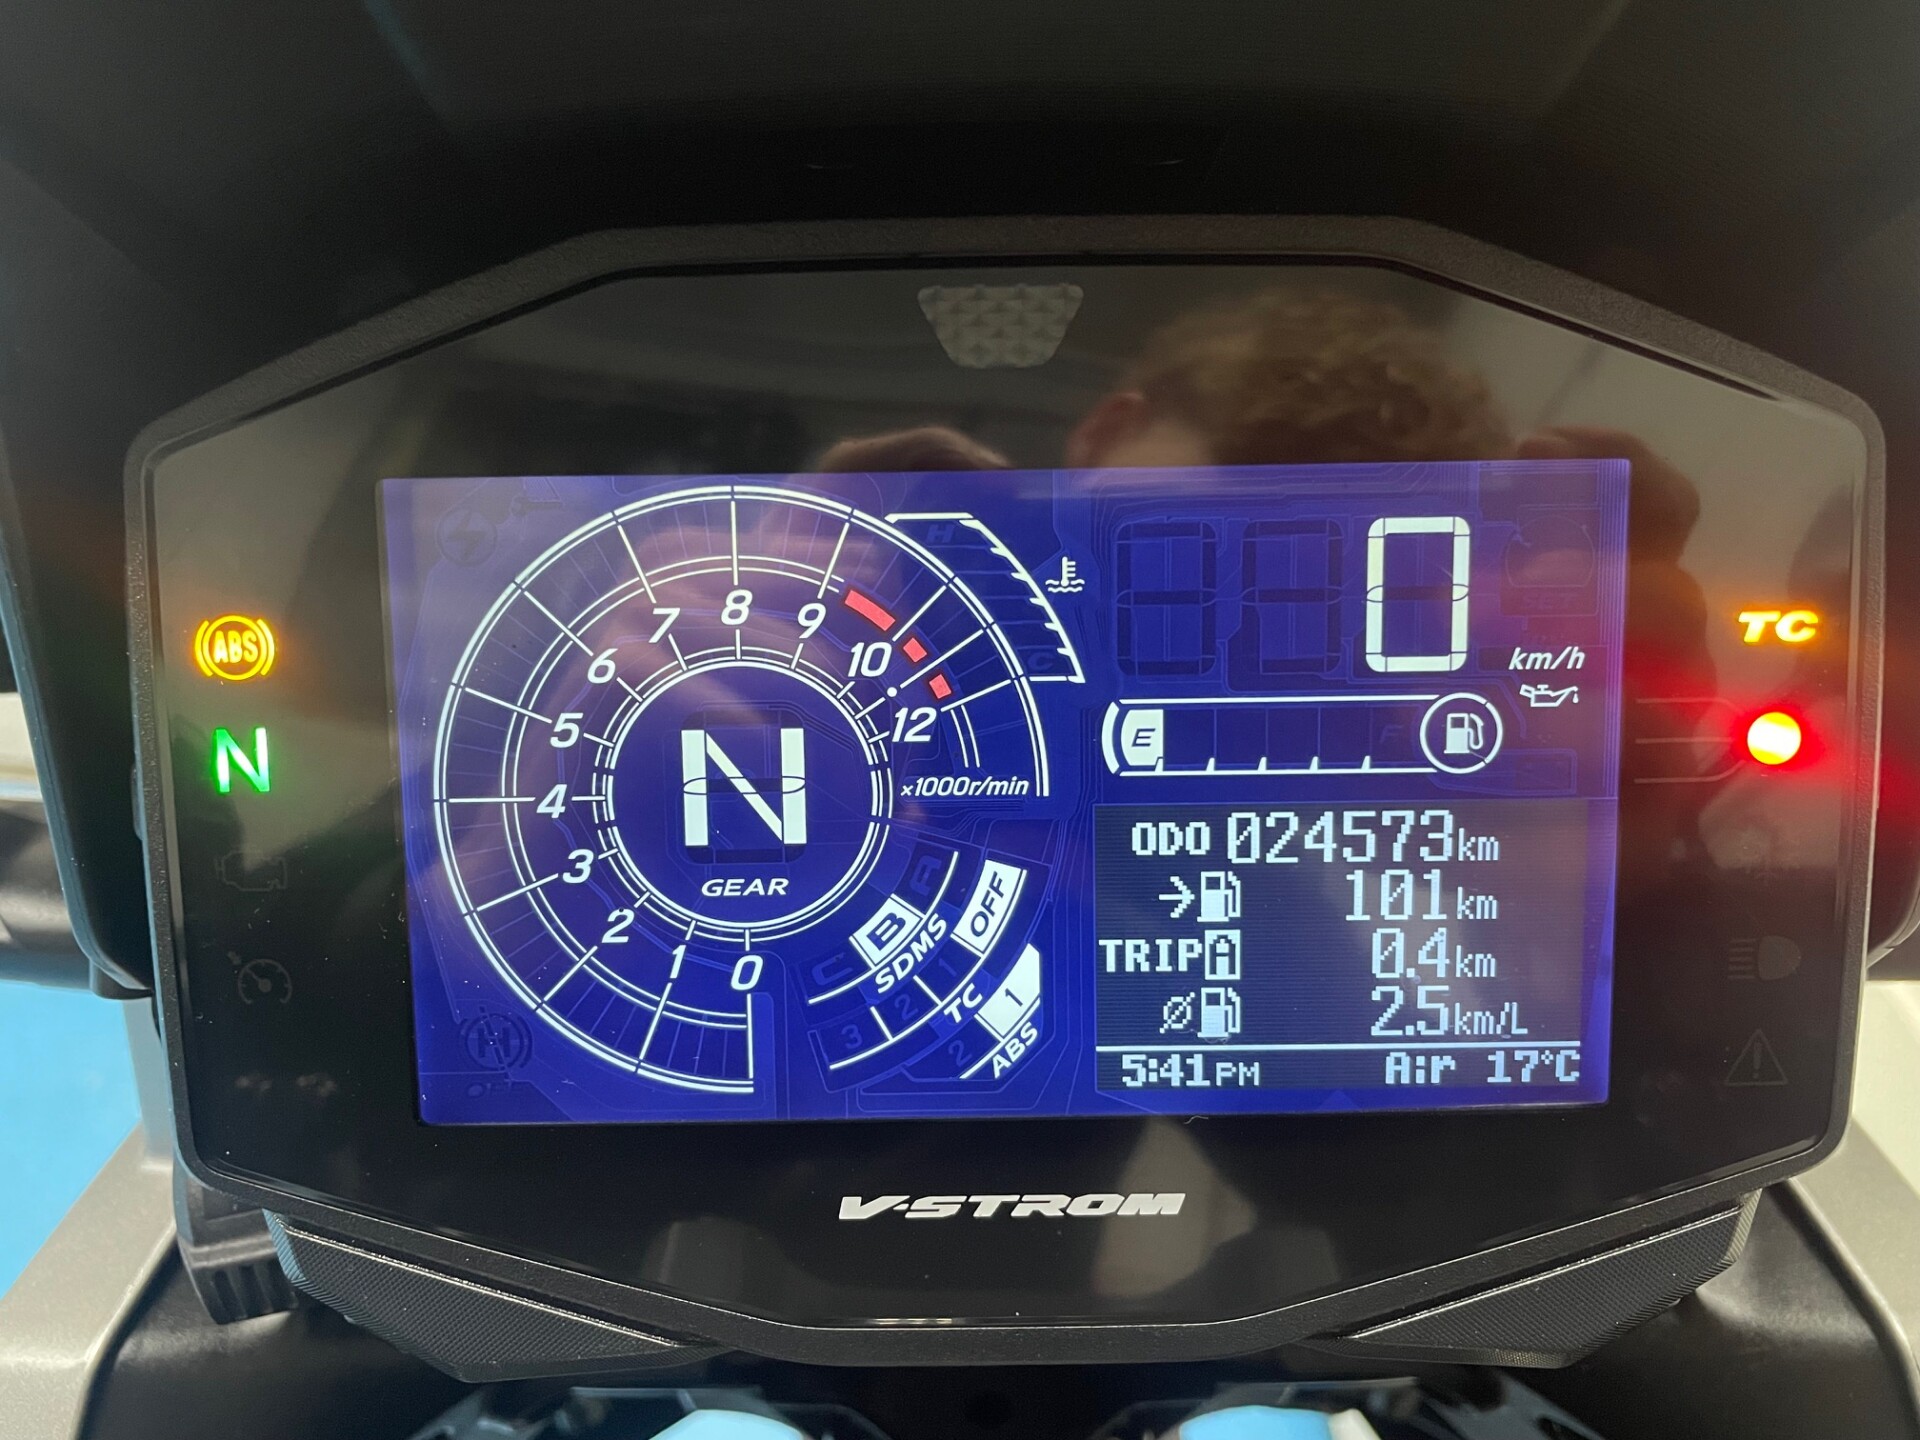 ABS
N
TC
H
C
0
km/h
7 8 9
6 10
5 12
4 ×1000r/min
3
2
1 0
N
GEAR
E F
A
B
C
SDMS
OFF
1
2
3
TC
1
2
ABS
ODO 024573km
101km
TRIP A 0.4km
2.5km/L
5:41PM Air 17°C
V-STROM